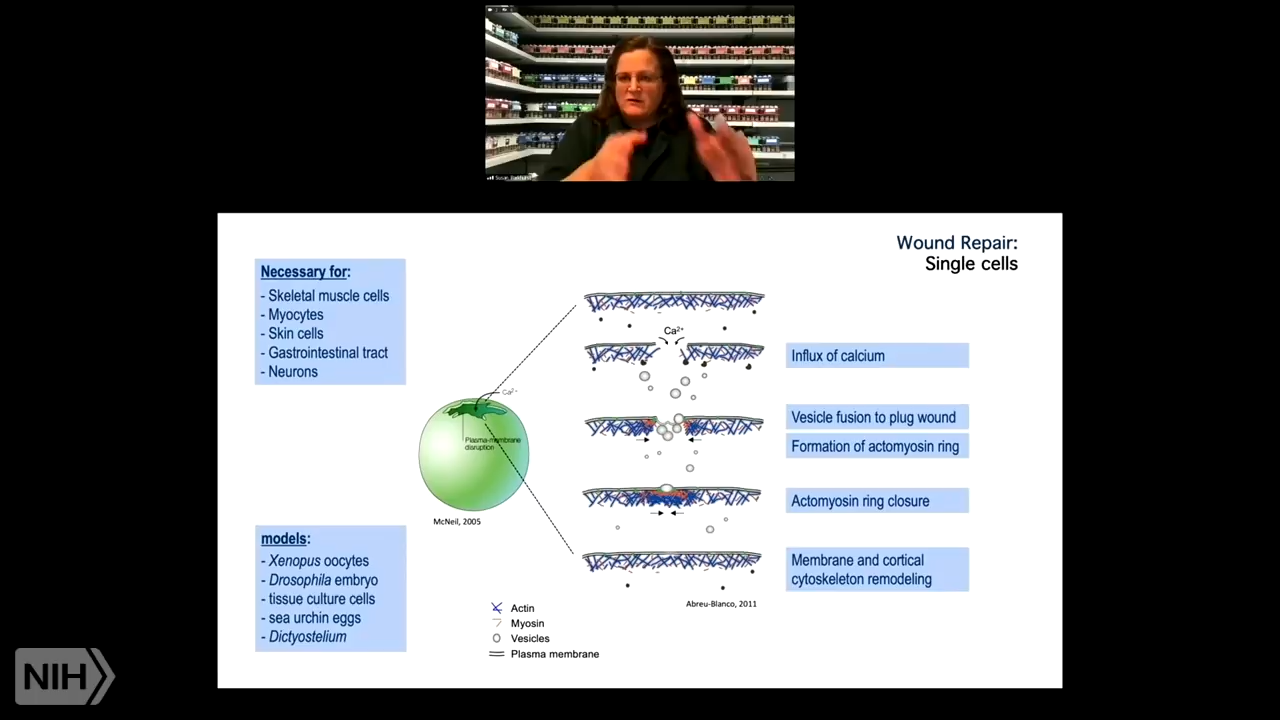 Susan Parkhurst
Wound Repair:
Single cells
Necessary for:
- Skeletal muscle cells
- Myocytes
- Skin cells
- Gastrointestinal tract
- Neurons
Ca²⁺
Ca²⁺
Plasma-membrane
disruption
McNeil, 2005
Influx of calcium
Vesicle fusion to plug wound
Formation of actomyosin ring
Actomyosin ring closure
Membrane and cortical
cytoskeleton remodeling
Abreu-Blanco, 2011
models:
- Xenopus oocytes
- Drosophila embryo
- tissue culture cells
- sea urchin eggs
- Dictyostelium
Actin
Myosin
Vesicles
Plasma membrane
NIH